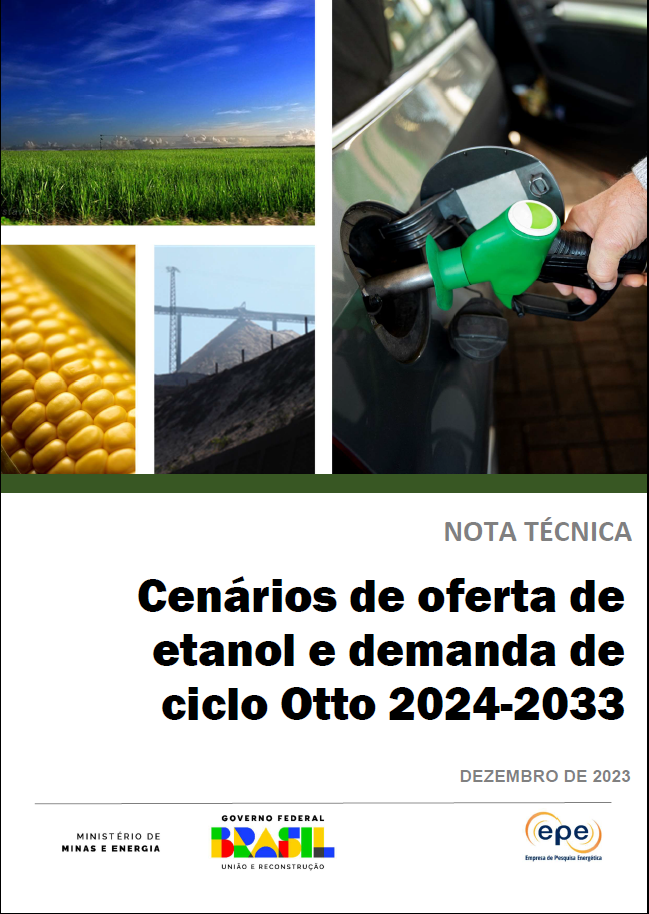 NOTA TÉCNICA
Cenários de oferta de
etanol e demanda de
ciclo Otto 2024-2033
DEZEMBRO DE 2023
MINISTÉRIO DE
MINAS E ENERGIA
GOVERNO FEDERAL
BRASIL
UNIÃO E RECONSTRUÇÃO
epe
Empresa de Pesquisa Energética